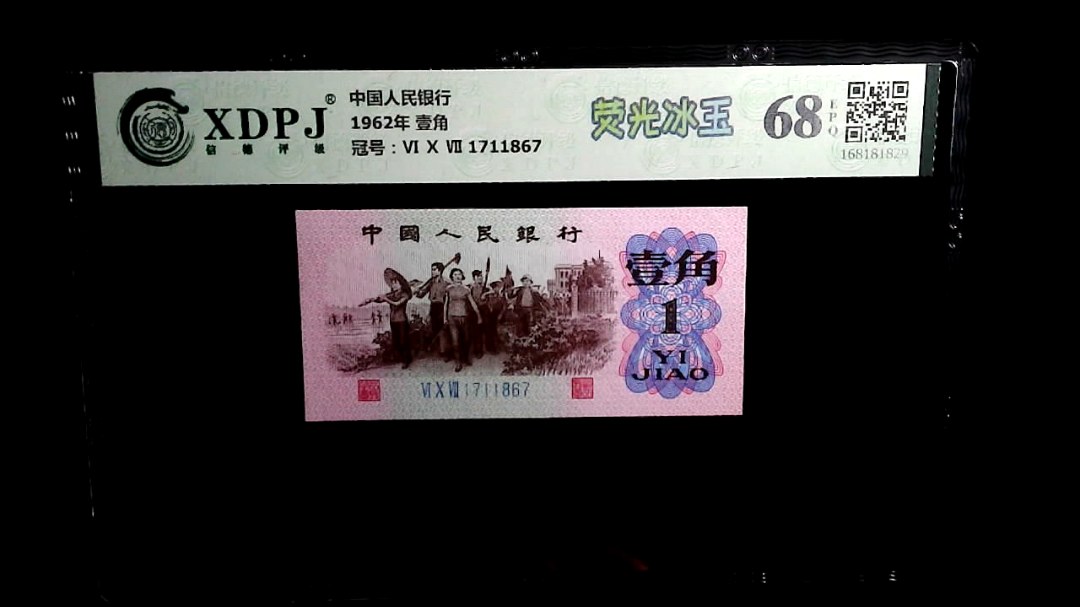 XDPJ®
信德评级
中国人民银行
1962年 壹角
冠号：Ⅵ Ⅹ Ⅶ 1711867
荧光冰玉
68
EPQ
168181829
中國人民銀行
壹角
1
YI
JIAO
Ⅵ Ⅹ Ⅶ 1711867